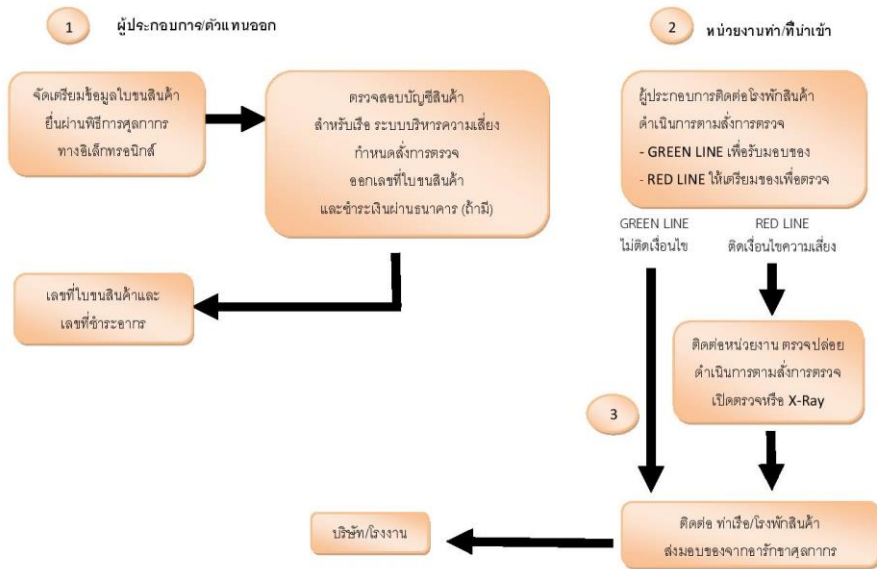 1
ผู้ประกอบการ/ตัวแทนออก
จัดเตรียมข้อมูลใบขนสินค้า
ยื่นผ่านพิธีการศุลกากร
ทางอิเล็กทรอนิกส์
ตรวจสอบบัญชีสินค้า
สำหรับเรือ ระบบบริหารความเสี่ยง
กำหนดสั่งการตรวจ
ออกเลขที่ใบขนสินค้า
และชำระเงินผ่านธนาคาร (ถ้ามี)
เลขที่ใบขนสินค้าและ
เลขที่ชำระอากร
2
หน่วยงานท่า/ที่นำเข้า
ผู้ประกอบการติดต่อโรงพักสินค้า
ดำเนินการตามสั่งการตรวจ
- GREEN LINE เพื่อรับมอบของ
- RED LINE ให้เตรียมของเพื่อตรวจ
GREEN LINE
ไม่ติดเงื่อนไข
RED LINE
ติดเงื่อนไขความเสี่ยง
ติดต่อหน่วยงาน ตรวจปล่อย
ดำเนินการตามสั่งการตรวจ
เปิดตรวจหรือ X-Ray
3
ติดต่อ ท่าเรือ/โรงพักสินค้า
ส่งมอบของจากอารักขาศุลกากร
บริษัท/โรงงาน